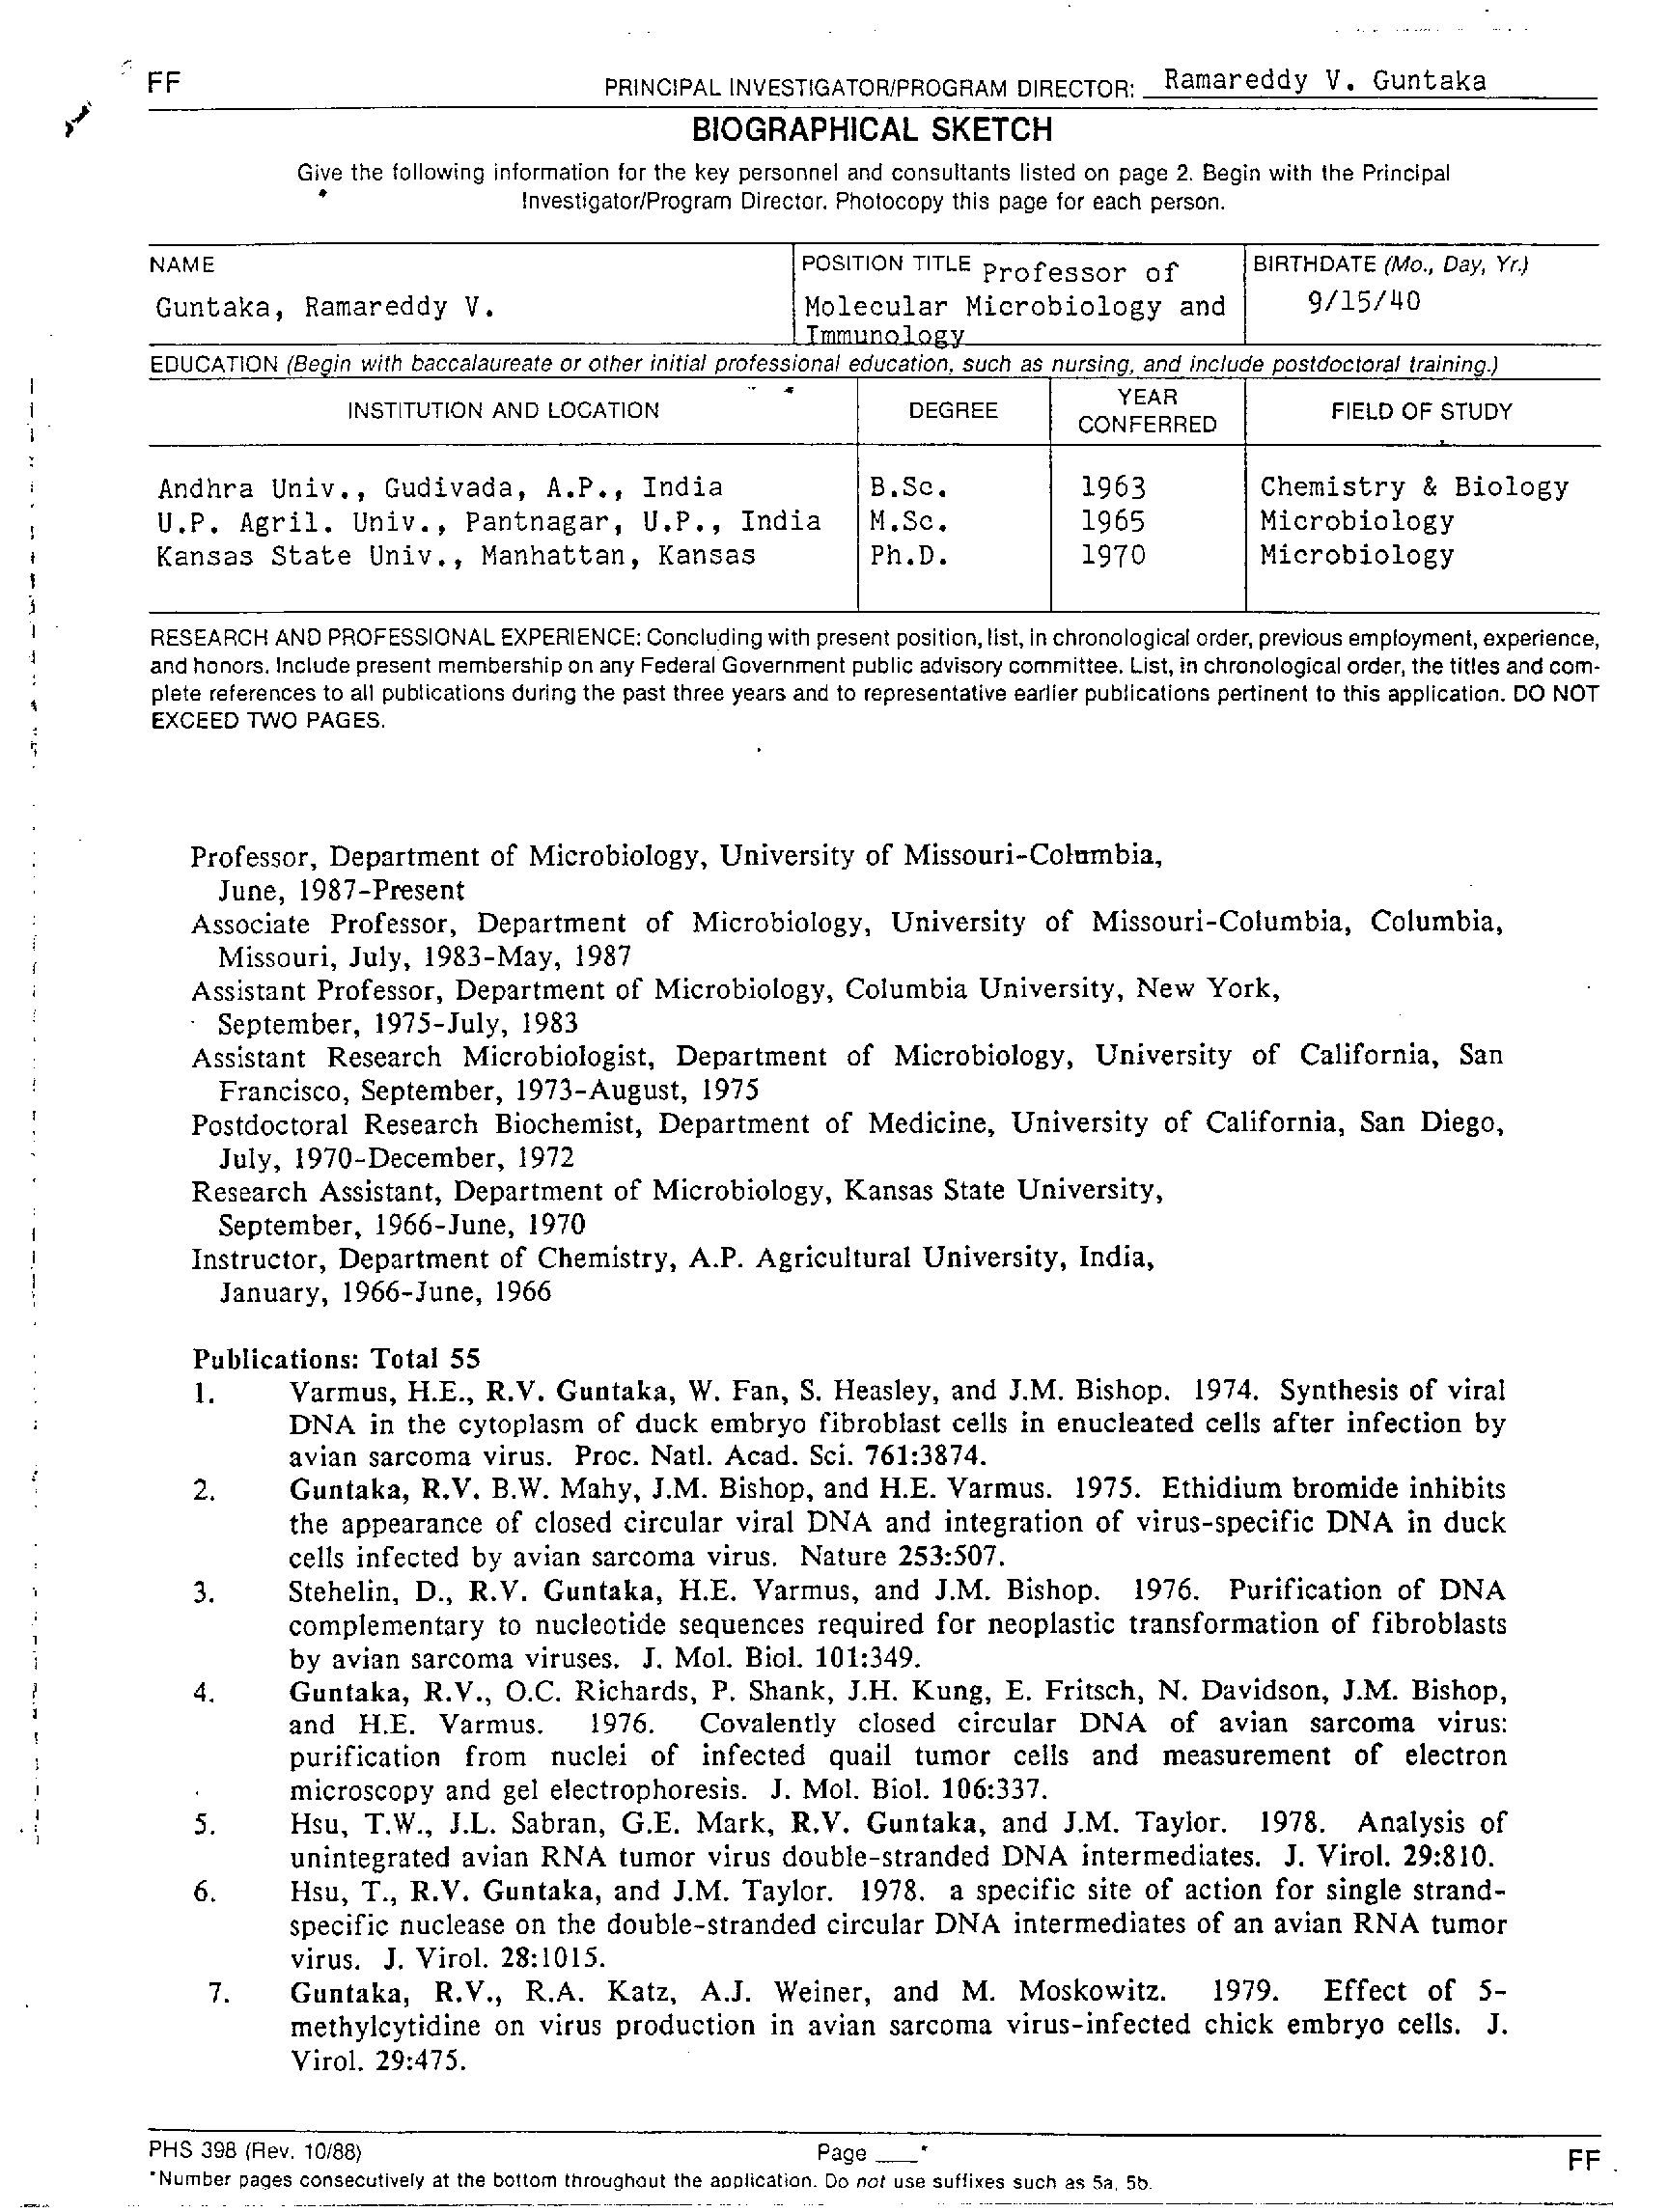 FF
PRINCIPAL INVESTIGATOR/PROGRAM DIRECTOR: Ramareddy V. Guntaka
BIOGRAPHICAL SKETCH
Give the following information for the key personnel and consultants listed on page 2. Begin with the Principal
Investigator/Program Director. Photocopy this page for each person.
NAME
Guntaka, Ramareddy V.
POSITION TITLE Professor of
Molecular Microbiology and
Immunology
BIRTHDATE (Mo., Day, Yr.)
9/15/40
EDUCATION (Begin with baccalaureate or other initial professional education, such as nursing, and include postdoctoral training.)
INSTITUTION AND LOCATION DEGREE YEAR CONFERRED FIELD OF STUDY
Andhra Univ., Gudivada, A.P., India B.Sc. 1963 Chemistry & Biology
U.P. Agril. Univ., Pantnagar, U.P., India M.Sc. 1965 Microbiology
Kansas State Univ., Manhattan, Kansas Ph.D. 1970 Microbiology
RESEARCH AND PROFESSIONAL EXPERIENCE: Concluding with present position, list, in chronological order, previous employment, experience,
and honors. Include present membership on any Federal Government public advisory committee. List, in chronological order, the titles and com-
plete references to all publications during the past three years and to representative earlier publications pertinent to this application. DO NOT
EXCEED TWO PAGES.
Professor, Department of Microbiology, University of Missouri-Columbia,
June, 1987-Present
Associate Professor, Department of Microbiology, University of Missouri-Columbia, Columbia,
Missouri, July, 1983-May, 1987
Assistant Professor, Department of Microbiology, Columbia University, New York,
September, 1975-July, 1983
Assistant Research Microbiologist, Department of Microbiology, University of California, San
Francisco, September, 1973-August, 1975
Postdoctoral Research Biochemist, Department of Medicine, University of California, San Diego,
July, 1970-December, 1972
Research Assistant, Department of Microbiology, Kansas State University,
September, 1966-June, 1970
Instructor, Department of Chemistry, A.P. Agricultural University, India,
January, 1966-June, 1966
Publications: Total 55
1. Varmus, H.E., R.V. Guntaka, W. Fan, S. Heasley, and J.M. Bishop. 1974. Synthesis of viral
DNA in the cytoplasm of duck embryo fibroblast cells in enucleated cells after infection by
avian sarcoma virus. Proc. Natl. Acad. Sci. 761:3874.
2. Guntaka, R.V. B.W. Mahy, J.M. Bishop, and H.E. Varmus. 1975. Ethidium bromide inhibits
the appearance of closed circular viral DNA and integration of virus-specific DNA in duck
cells infected by avian sarcoma virus. Nature 253:507.
3. Stehelin, D., R.V. Guntaka, H.E. Varmus, and J.M. Bishop. 1976. Purification of DNA
complementary to nucleotide sequences required for neoplastic transformation of fibroblasts
by avian sarcoma viruses. J. Mol. Biol. 101:349.
4. Guntaka, R.V., O.C. Richards, P. Shank, J.H. Kung, E. Fritsch, N. Davidson, J.M. Bishop,
and H.E. Varmus. 1976. Covalently closed circular DNA of avian sarcoma virus:
purification from nuclei of infected quail tumor cells and measurement of electron
microscopy and gel electrophoresis. J. Mol. Biol. 106:337.
5. Hsu, T.W., J.L. Sabran, G.E. Mark, R.V. Guntaka, and J.M. Taylor. 1978. Analysis of
unintegrated avian RNA tumor virus double-stranded DNA intermediates. J. Virol. 29:810.
6. Hsu, T., R.V. Guntaka, and J.M. Taylor. 1978. a specific site of action for single strand-
specific nuclease on the double-stranded circular DNA intermediates of an avian RNA tumor
virus. J. Virol. 28:1015.
7. Guntaka, R.V., R.A. Katz, A.J. Weiner, and M. Moskowitz. 1979. Effect of 5-
methylcytidine on virus production in avian sarcoma virus-infected chick embryo cells. J.
Virol. 29:475.
PHS 398 (Rev. 10/88) Page ___* FF
*Number pages consecutively at the bottom throughout the application. Do not use suffixes such as 5a, 5b.